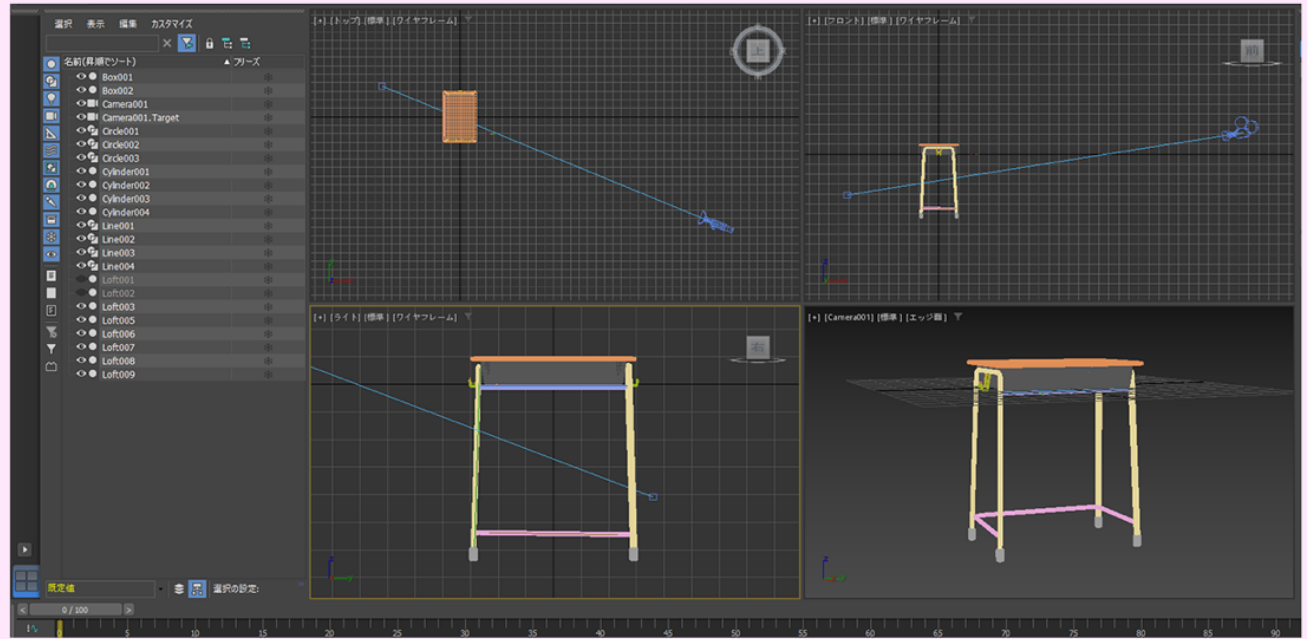 選択 表示 編集 カスタマイズ
名前(昇順でソート) ▲ フリーズ
Box001
Box002
Camera001
Camera001.Target
Circle001
Circle002
Circle003
Cylinder001
Cylinder002
Cylinder003
Cylinder004
Line001
Line002
Line003
Line004
Loft001
Loft002
Loft003
Loft005
Loft006
Loft007
Loft008
Loft009
既定値
選択の設定:
[+] [トップ] [標準] [ワイヤフレーム]
上
[+] [フロント] [標準] [ワイヤフレーム]
前
[+] [ライト] [標準] [ワイヤフレーム]
右
[+] [Camera001] [標準] [エッジ面]
< 0 / 100 >
0 5 10 15 20 25 30 35 40 45 50 55 60 65 70 75 80 85 90